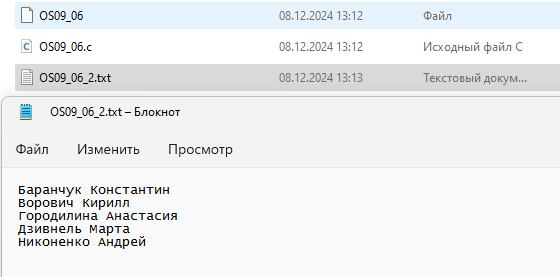 OS09_06 08.12.2024 13:12 Файл
OS09_06.c 08.12.2024 13:12 Исходный файл C
OS09_06_2.txt 08.12.2024 13:13 Текстовый докум...
OS09_06_2.txt – Блокнот
Файл Изменить Просмотр
Баранчук Константин
Ворович Кирилл
Городилина Анастасия
Дзивнель Марта
Никоненко Андрей